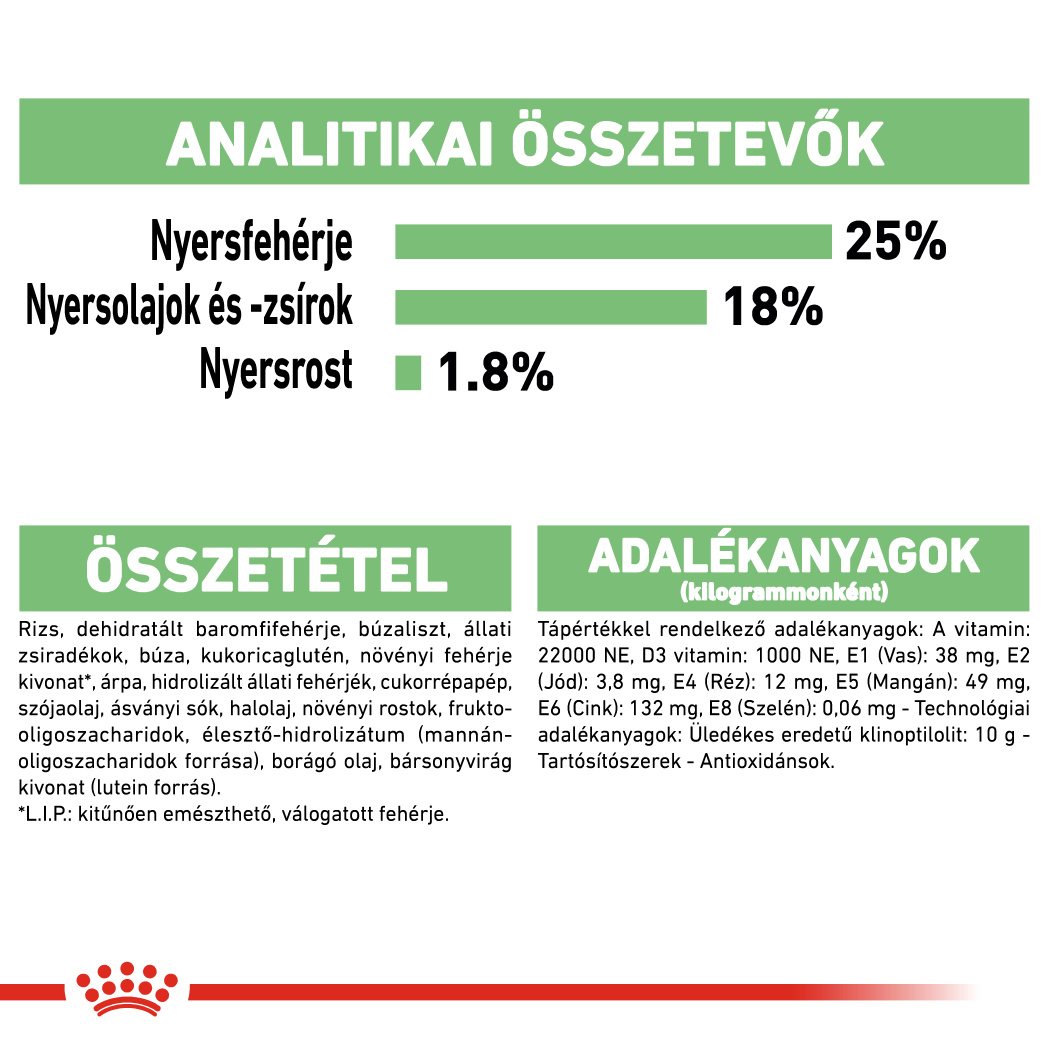 ANALITIKAI ÖSSZETEVŐK
Nyersfehérje 25%
Nyersolajok és -zsírok 18%
Nyersrost 1.8%
ÖSSZETÉTEL
Rizs, dehidratált baromfifehérje, búzaliszt, állati
zsiradékok, búza, kukoricaglutén, növényi fehérje
kivonat*, árpa, hidrolizált állati fehérjék, cukorrépapép,
szójaolaj, ásványi sók, halolaj, növényi rostok, frukto-
oligoszacharidok, élesztő-hidrolizátum (mannán-
oligoszacharidok forrása), borágó olaj, bársonyvirág
kivonat (lutein forrás).
*L.I.P.: kitűnően emészthető, válogatott fehérje.
ADALÉKANYAGOK
(kilogrammonként)
Tápértékkel rendelkező adalékanyagok: A vitamin:
22000 NE, D3 vitamin: 1000 NE, E1 (Vas): 38 mg, E2
(Jód): 3,8 mg, E4 (Réz): 12 mg, E5 (Mangán): 49 mg,
E6 (Cink): 132 mg, E8 (Szelén): 0,06 mg - Technológiai
adalékanyagok: Üledékes eredetű klinoptilolit: 10 g -
Tartósítószerek - Antioxidánsok.